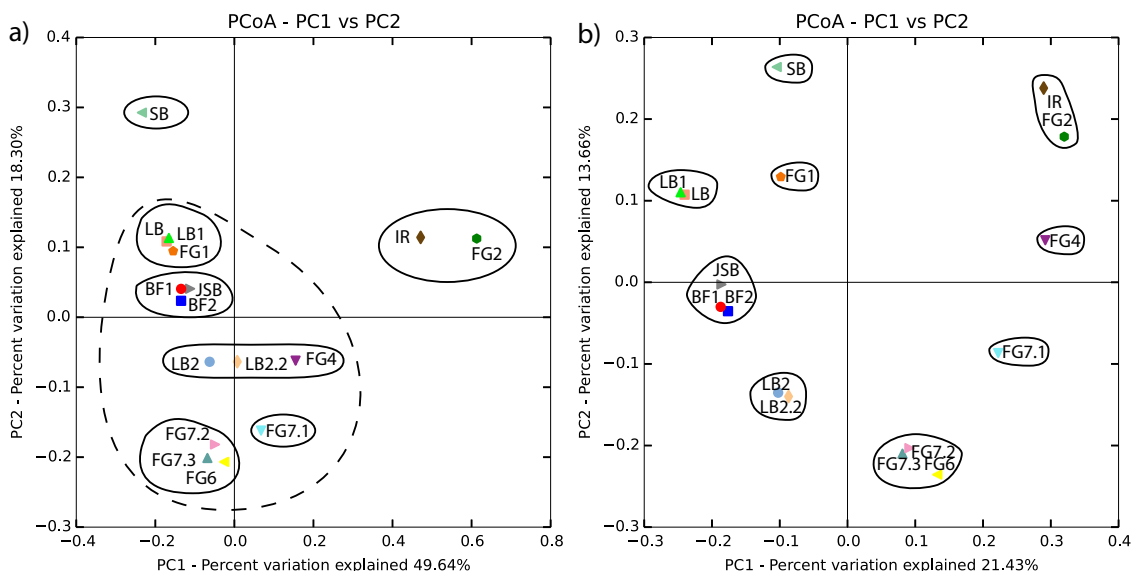 a)
PCoA - PC1 vs PC2
PC2 - Percent variation explained 18.30%
0.4
0.3
0.2
0.1
0.0
−0.1
−0.2
−0.3
SB
LB
LB1
FG1
BF1
JSB
BF2
IR
FG2
LB2
LB2.2
FG4
FG7.2
FG7.1
FG7.3
FG6
−0.4
−0.2
0.0
0.2
0.4
0.6
0.8
PC1 - Percent variation explained 49.64%
b)
PCoA - PC1 vs PC2
PC2 - Percent variation explained 13.66%
0.3
0.2
0.1
0.0
−0.1
−0.2
−0.3
SB
IR
FG2
LB1
LB
FG1
FG4
JSB
BF1
BF2
FG7.1
LB2
LB2.2
FG7.2
FG7.3
FG6
−0.3
−0.2
−0.1
0.0
0.1
0.2
0.3
0.4
PC1 - Percent variation explained 21.43%